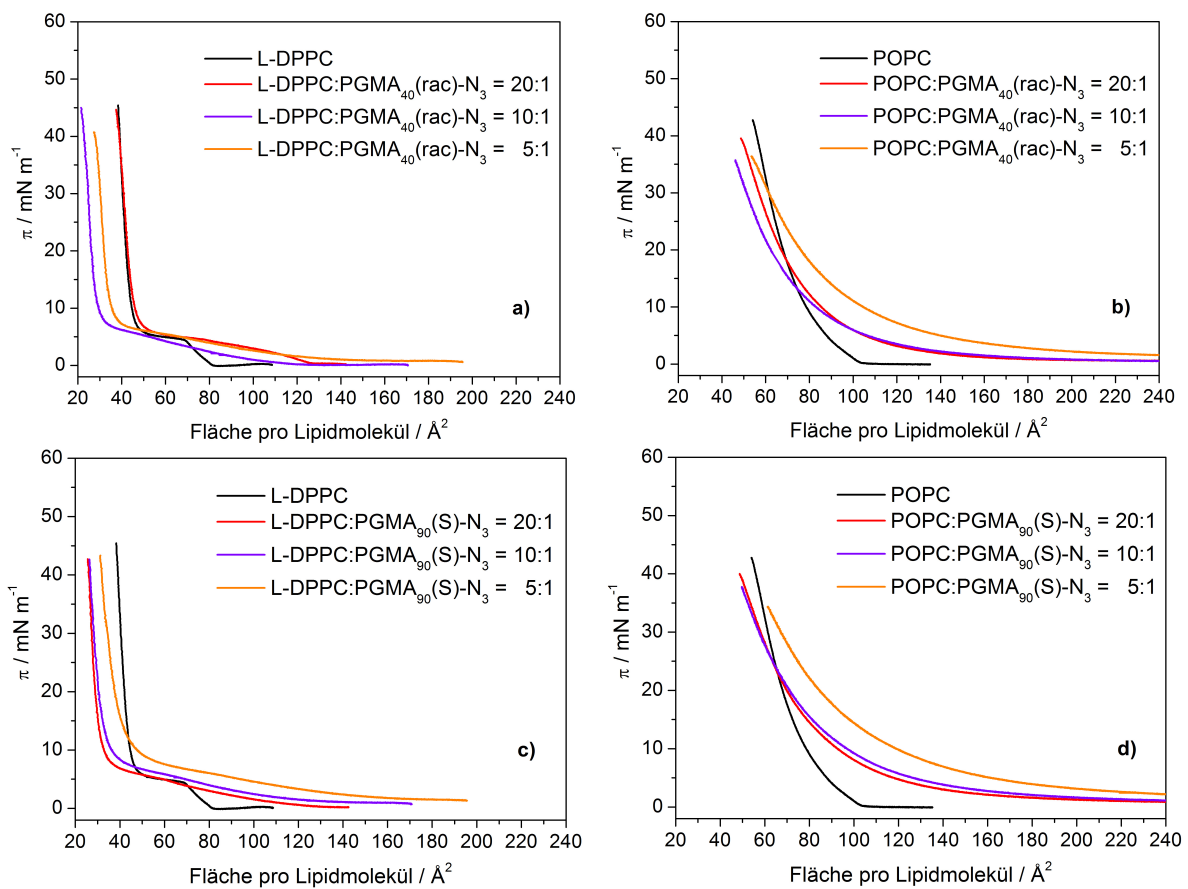 60
50
40
30
20
10
0
π / mN m⁻¹
L-DPPC
L-DPPC:PGMA₄₀(rac)-N₃ = 20:1
L-DPPC:PGMA₄₀(rac)-N₃ = 10:1
L-DPPC:PGMA₄₀(rac)-N₃ = 5:1
a)
20 40 60 80 100 120 140 160 180 200 220 240
Fläche pro Lipidmolekül / Å²
60
50
40
30
20
10
0
π / mN m⁻¹
POPC
POPC:PGMA₄₀(rac)-N₃ = 20:1
POPC:PGMA₄₀(rac)-N₃ = 10:1
POPC:PGMA₄₀(rac)-N₃ = 5:1
b)
20 40 60 80 100 120 140 160 180 200 220 240
Fläche pro Lipidmolekül / Å²
60
50
40
30
20
10
0
π / mN m⁻¹
L-DPPC
L-DPPC:PGMA₉₀(S)-N₃ = 20:1
L-DPPC:PGMA₉₀(S)-N₃ = 10:1
L-DPPC:PGMA₉₀(S)-N₃ = 5:1
c)
20 40 60 80 100 120 140 160 180 200 220 240
Fläche pro Lipidmolekül / Å²
60
50
40
30
20
10
0
π / mN m⁻¹
POPC
POPC:PGMA₉₀(S)-N₃ = 20:1
POPC:PGMA₉₀(S)-N₃ = 10:1
POPC:PGMA₉₀(S)-N₃ = 5:1
d)
20 40 60 80 100 120 140 160 180 200 220 240
Fläche pro Lipidmolekül / Å²